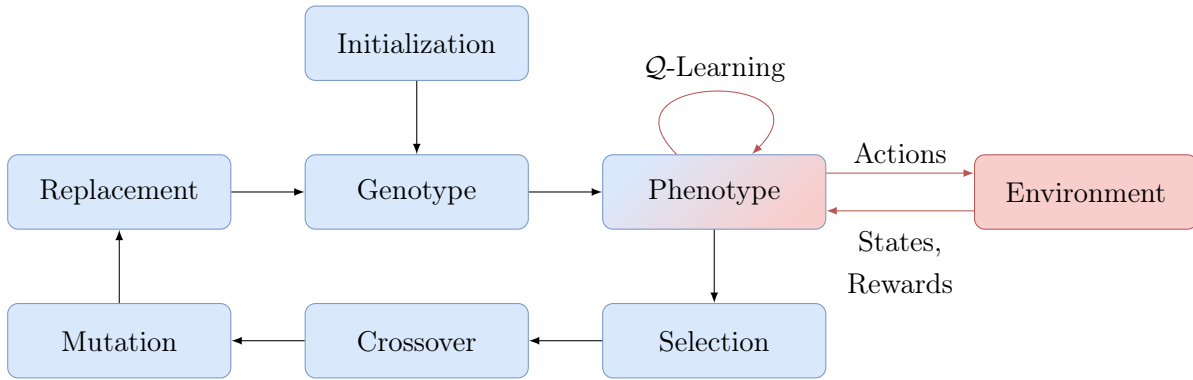 Initialization
𝒬-Learning
Replacement
Genotype
Phenotype
Actions
Environment
States,
Rewards
Mutation
Crossover
Selection